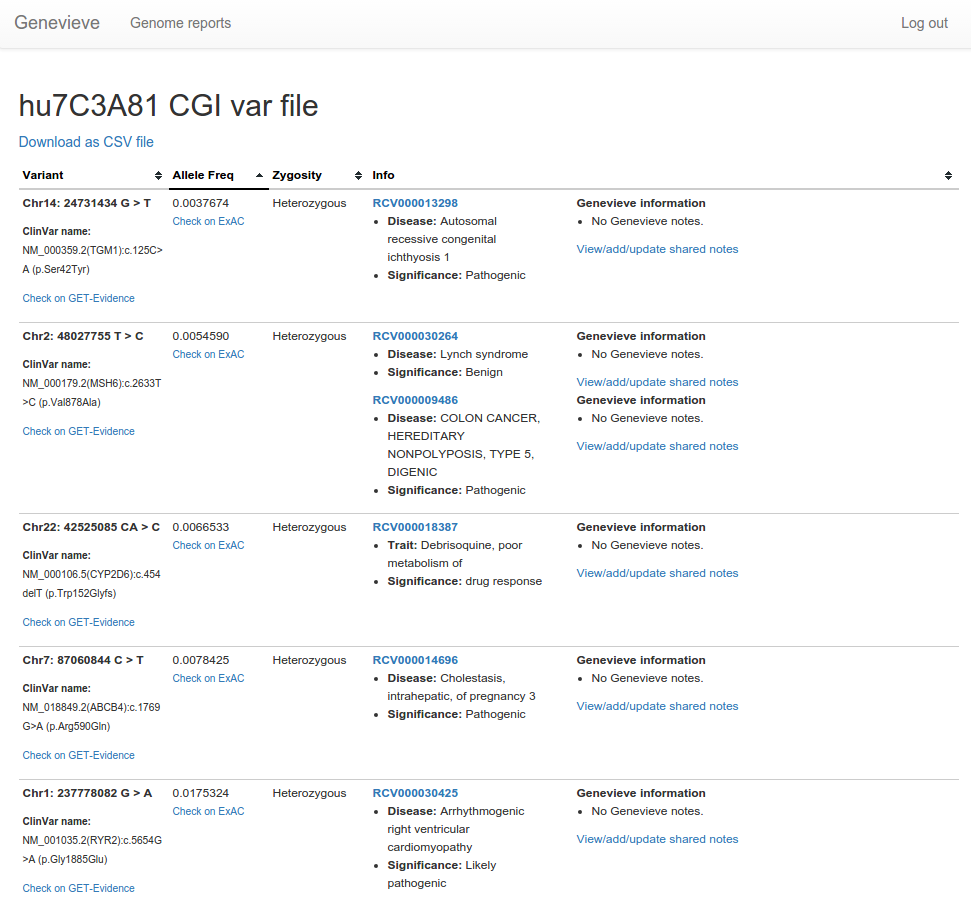 Genevieve Genome reports Log out
hu7C3A81 CGI var file
Download as CSV file
Variant Allele Freq Zygosity Info
Chr14: 24731434 G > T
ClinVar name:
NM_000359.2(TGM1):c.125C>
A (p.Ser42Tyr)
Check on GET-Evidence
0.0037674
Check on ExAC
Heterozygous
RCV000013298
• Disease: Autosomal
recessive congenital
ichthyosis 1
• Significance: Pathogenic
Genevieve information
• No Genevieve notes.
View/add/update shared notes
Chr2: 48027755 T > C
ClinVar name:
NM_000179.2(MSH6):c.2633T
>C (p.Val878Ala)
Check on GET-Evidence
0.0054590
Check on ExAC
Heterozygous
RCV000030264
• Disease: Lynch syndrome
• Significance: Benign
Genevieve information
• No Genevieve notes.
View/add/update shared notes
RCV000009486
• Disease: COLON CANCER,
HEREDITARY
NONPOLYPOSIS, TYPE 5,
DIGENIC
• Significance: Pathogenic
Genevieve information
• No Genevieve notes.
View/add/update shared notes
Chr22: 42525085 CA > C
ClinVar name:
NM_000106.5(CYP2D6):c.454
delT (p.Trp152Glyfs)
Check on GET-Evidence
0.0066533
Check on ExAC
Heterozygous
RCV000018387
• Trait: Debrisoquine, poor
metabolism of
• Significance: drug response
Genevieve information
• No Genevieve notes.
View/add/update shared notes
Chr7: 87060844 C > T
ClinVar name:
NM_018849.2(ABCB4):c.1769
G>A (p.Arg590Gln)
Check on GET-Evidence
0.0078425
Check on ExAC
Heterozygous
RCV000014696
• Disease: Cholestasis,
intrahepatic, of pregnancy 3
• Significance: Pathogenic
Genevieve information
• No Genevieve notes.
View/add/update shared notes
Chr1: 237778082 G > A
ClinVar name:
NM_001035.2(RYR2):c.5654G
>A (p.Gly1885Glu)
Check on GET-Evidence
0.0175324
Check on ExAC
Heterozygous
RCV000030425
• Disease: Arrhythmogenic
right ventricular
cardiomyopathy
• Significance: Likely
pathogenic
Genevieve information
• No Genevieve notes.
View/add/update shared notes